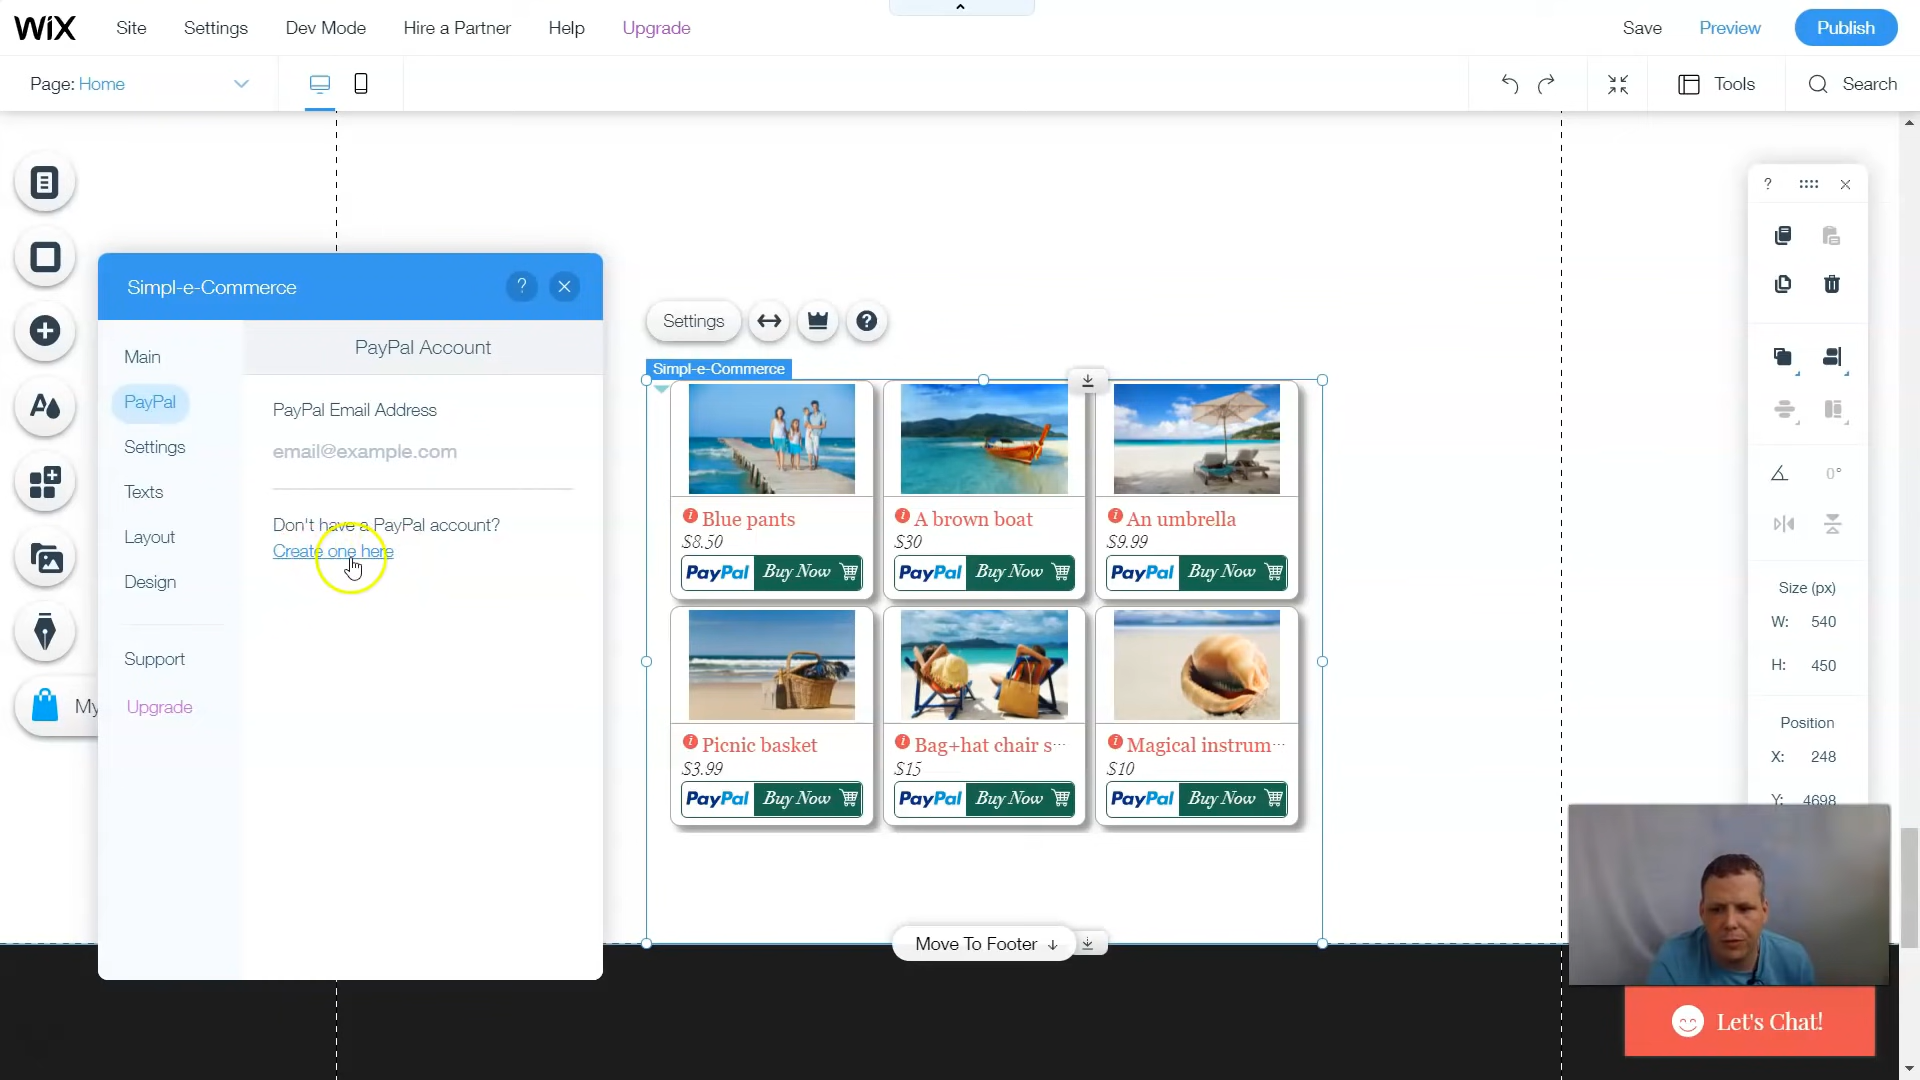 WiX Site Settings Dev Mode Hire a Partner Help Upgrade Save Preview Publish
Page: Home Tools Search
Simpl-e-Commerce ?
Main
PayPal
Settings
Texts
Layout
Design
Support
Upgrade
My
PayPal Account
PayPal Email Address
email@example.com
Don't have a PayPal account?
Create one here
Settings ?
Simpl-e-Commerce
i Blue pants
$8.50
PayPal Buy Now
i A brown boat
$30
PayPal Buy Now
i An umbrella
$9.99
PayPal Buy Now
i Picnic basket
$3.99
PayPal Buy Now
i Bag+hat chair s...
$15
PayPal Buy Now
i Magical instrum...
$10
PayPal Buy Now
Move To Footer ↓
?
0°
Size (px)
W: 540
H: 450
Position
X: 248
Y: 4698
Let's Chat!